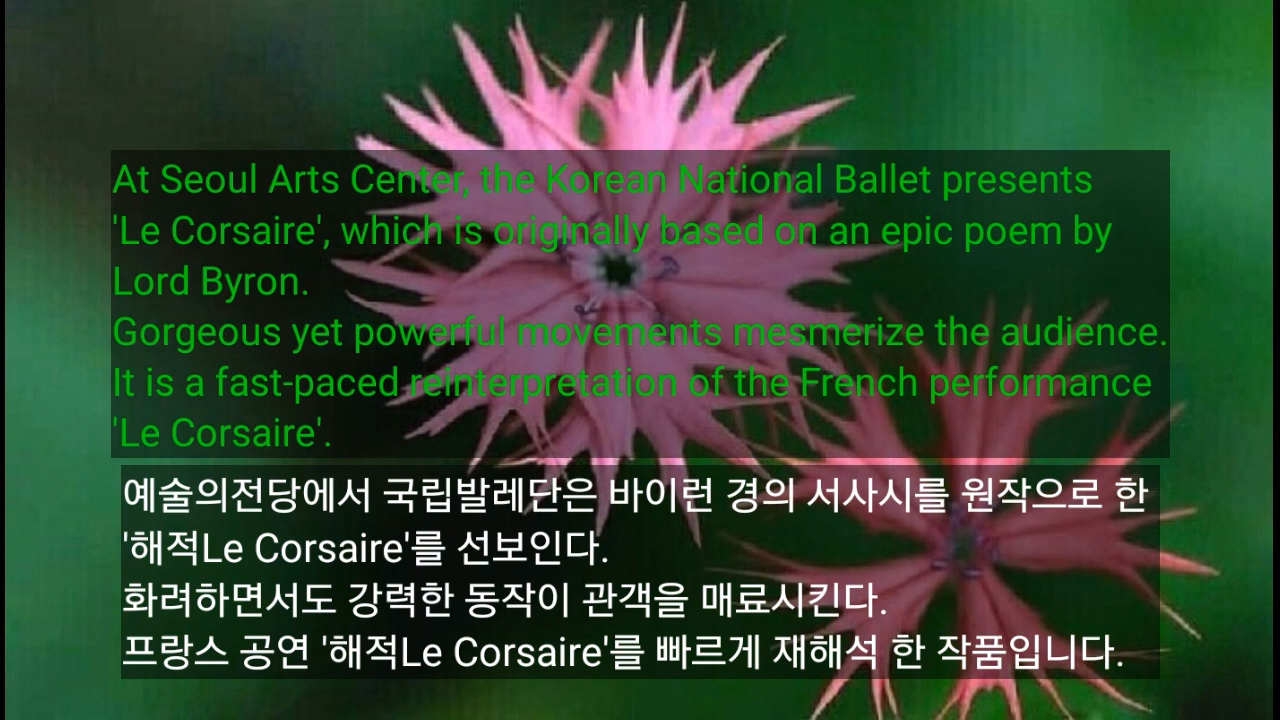 At Seoul Arts Center, the Korean National Ballet presents
'Le Corsaire', which is originally based on an epic poem by
Lord Byron.
Gorgeous yet powerful movements mesmerize the audience.
It is a fast-paced reinterpretation of the French performance
'Le Corsaire'.
예술의전당에서 국립발레단은 바이런 경의 서사시를 원작으로 한
'해적Le Corsaire'를 선보인다.
화려하면서도 강력한 동작이 관객을 매료시킨다.
프랑스 공연 '해적Le Corsaire'를 빠르게 재해석 한 작품입니다.